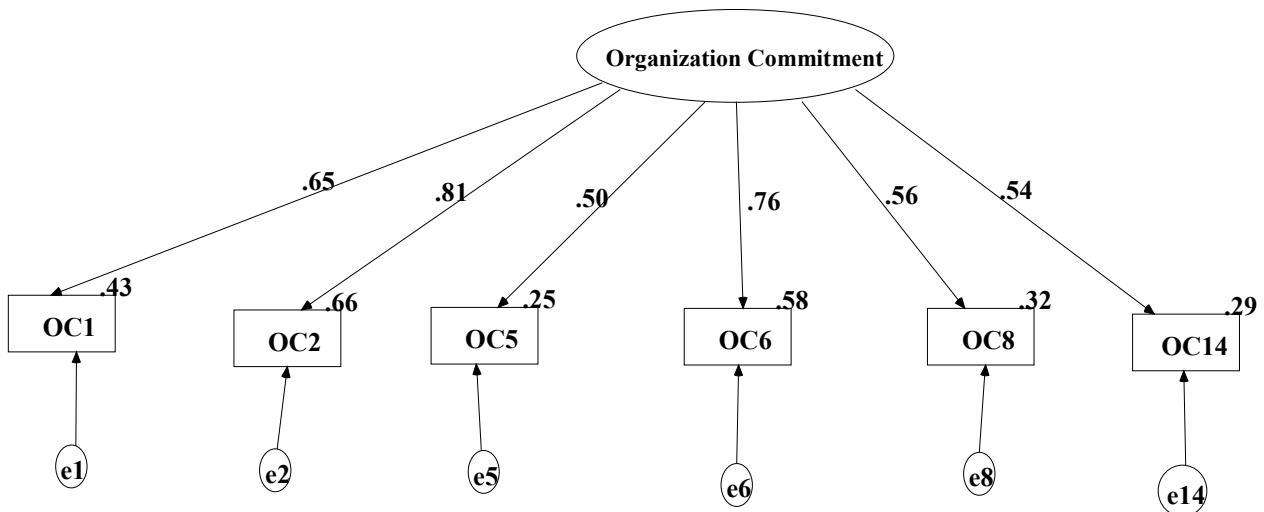 Organization Commitment
.65
.81
.50
.76
.56
.54
.43
.66
.25
.58
.32
.29
OC1
OC2
OC5
OC6
OC8
OC14
e1
e2
e5
e6
e8
e14